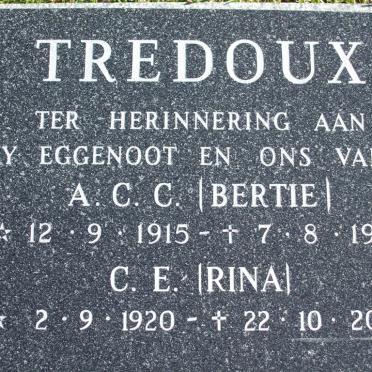 TREDOUX
TER HERINNERING AAN
Y EGGENOOT EN ONS VA
A. C. C. (BERTIE)
☆ 12 · 9 · 1915 - ✝ 7 · 8 · 19
C. E. (RINA)
☆ 2 · 9 · 1920 - ✝ 22 · 10 · 20